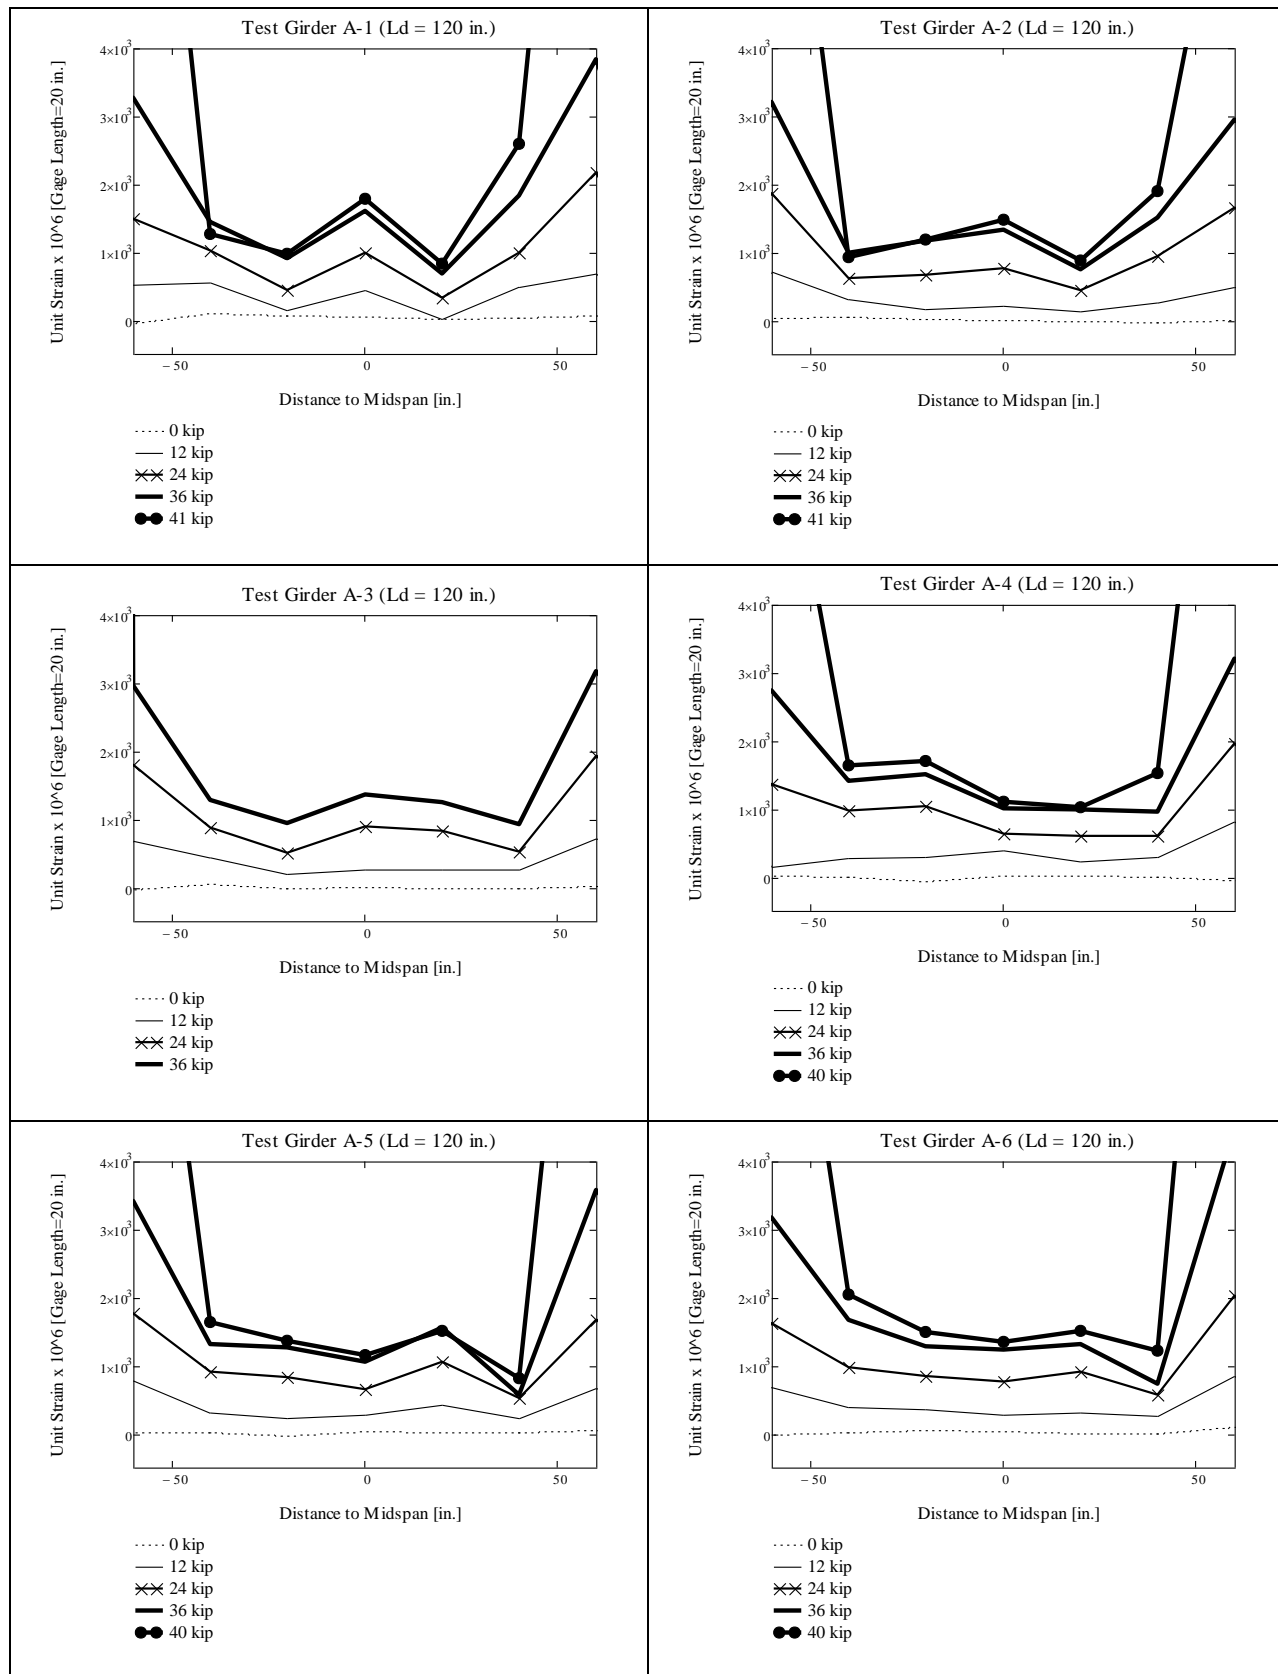 Test Girder A-1 (Ld = 120 in.)
Unit Strain x 10^6 [Gage Length=20 in.]
4×10³
3×10³
2×10³
1×10³
0
− 50
0
50
Distance to Midspan [in.]
0 kip
12 kip
24 kip
36 kip
41 kip
Test Girder A-2 (Ld = 120 in.)
Unit Strain x 10^6 [Gage Length=20 in.]
4×10³
3×10³
2×10³
1×10³
0
− 50
0
50
Distance to Midspan [in.]
0 kip
12 kip
24 kip
36 kip
41 kip
Test Girder A-3 (Ld = 120 in.)
Unit Strain x 10^6 [Gage Length=20 in.]
4×10³
3×10³
2×10³
1×10³
0
− 50
0
50
Distance to Midspan [in.]
0 kip
12 kip
24 kip
36 kip
Test Girder A-4 (Ld = 120 in.)
Unit Strain x 10^6 [Gage Length=20 in.]
4×10³
3×10³
2×10³
1×10³
0
− 50
0
50
Distance to Midspan [in.]
0 kip
12 kip
24 kip
36 kip
40 kip
Test Girder A-5 (Ld = 120 in.)
Unit Strain x 10^6 [Gage Length=20 in.]
4×10³
3×10³
2×10³
1×10³
0
− 50
0
50
Distance to Midspan [in.]
0 kip
12 kip
24 kip
36 kip
40 kip
Test Girder A-6 (Ld = 120 in.)
Unit Strain x 10^6 [Gage Length=20 in.]
4×10³
3×10³
2×10³
1×10³
0
− 50
0
50
Distance to Midspan [in.]
0 kip
12 kip
24 kip
36 kip
40 kip